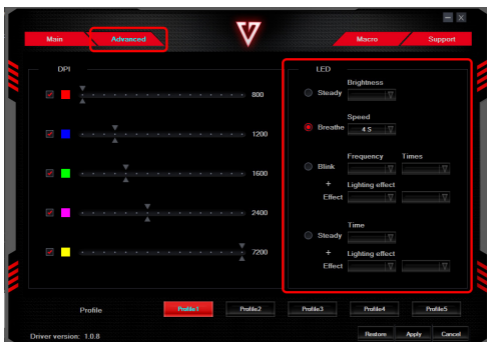 Main Advanced Macro Support
DPI
800
1200
1600
2400
7200
LED
Brightness
Steady
Speed
Breathe 4 S
Frequency Times
Blink
+ Lighting effect
Effect
Time
Steady
+ Lighting effect
Effect
Profile Profile1 Profile2 Profile3 Profile4 Profile5
Driver version: 1.0.8
Restore Apply Cancel